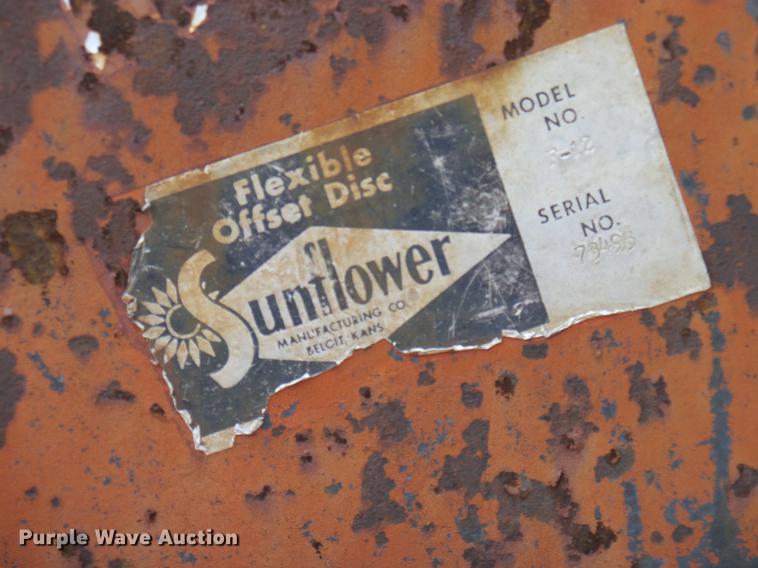 Flexible
Offset Disc
Sunflower
MANUFACTURING CO.
BELOIT, KANS.
MODEL
NO.
SERIAL
NO.
Purple Wave Auction